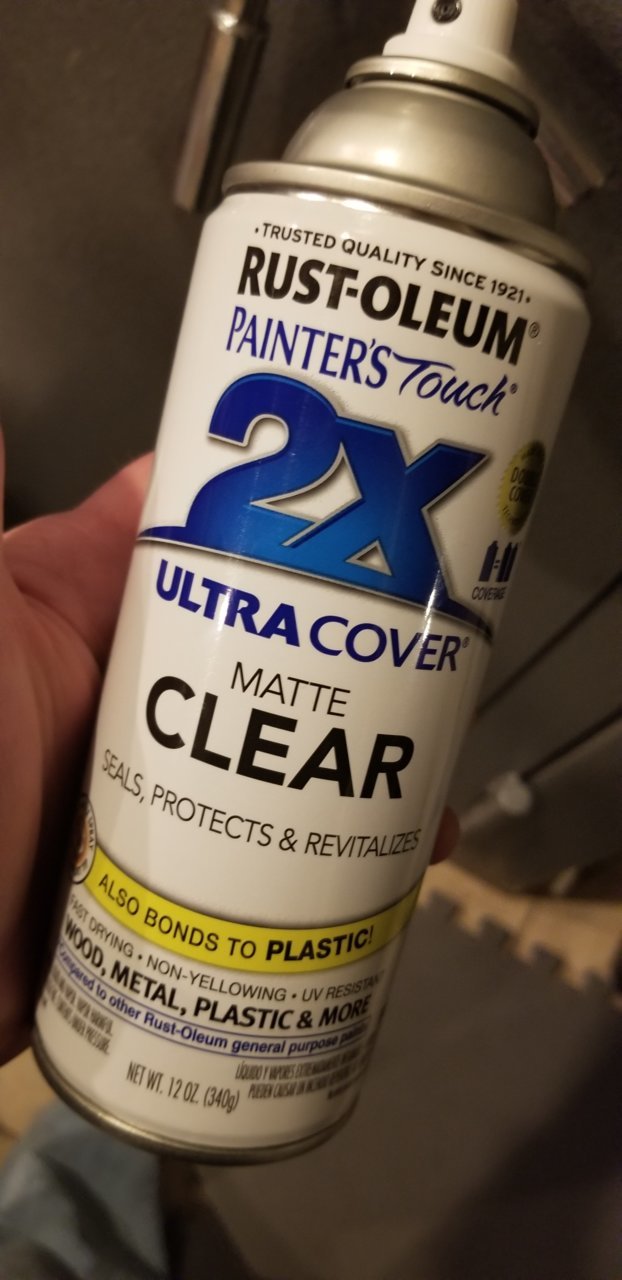 •TRUSTED QUALITY SINCE 1921•
RUST-OLEUM®
PAINTER'S Touch®
2X
COVERAGE
ULTRA COVER®
MATTE
CLEAR
SEALS, PROTECTS & REVITALIZES
ALSO BONDS TO PLASTIC!
FAST DRYING • NON-YELLOWING • UV RESISTANT
WOOD, METAL, PLASTIC & MORE
Compared to other Rust-Oleum general purpose
NET WT. 12 OZ. (340g)